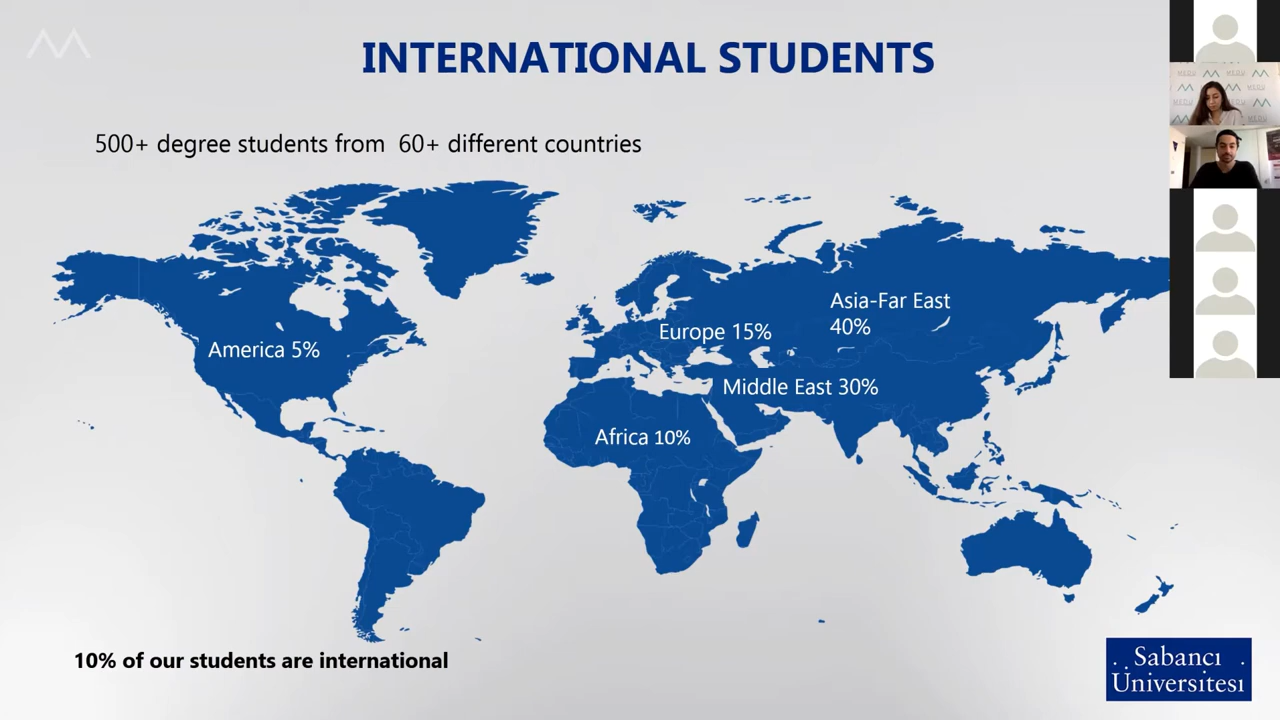 INTERNATIONAL STUDENTS
500+ degree students from 60+ different countries
Asia-Far East
40%
Europe 15%
America 5%
Middle East 30%
Africa 10%
10% of our students are international
Sabancı
Üniversitesi